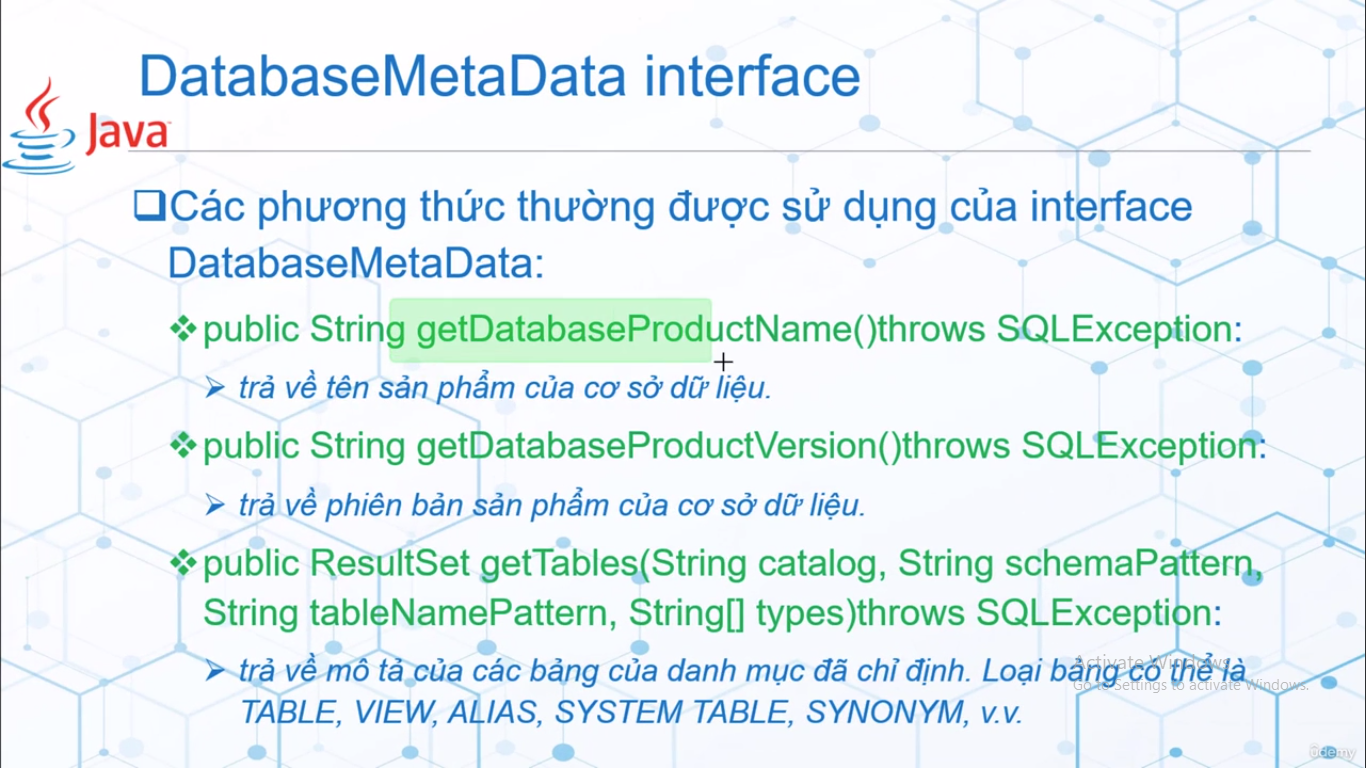 DatabaseMetaData interface
Java
Các phương thức thường được sử dụng của interface
DatabaseMetaData:
public String getDatabaseProductName()throws SQLException:
trả về tên sản phẩm của cơ sở dữ liệu.
public String getDatabaseProductVersion()throws SQLException:
trả về phiên bản sản phẩm của cơ sở dữ liệu.
public ResultSet getTables(String catalog, String schemaPattern,
String tableNamePattern, String[] types)throws SQLException:
trả về mô tả của các bảng của danh mục đã chỉ định. Loại bảng có thể là
TABLE, VIEW, ALIAS, SYSTEM TABLE, SYNONYM, v.v.
Activate Windows
Go to Settings to activate Windows.
ûdemy